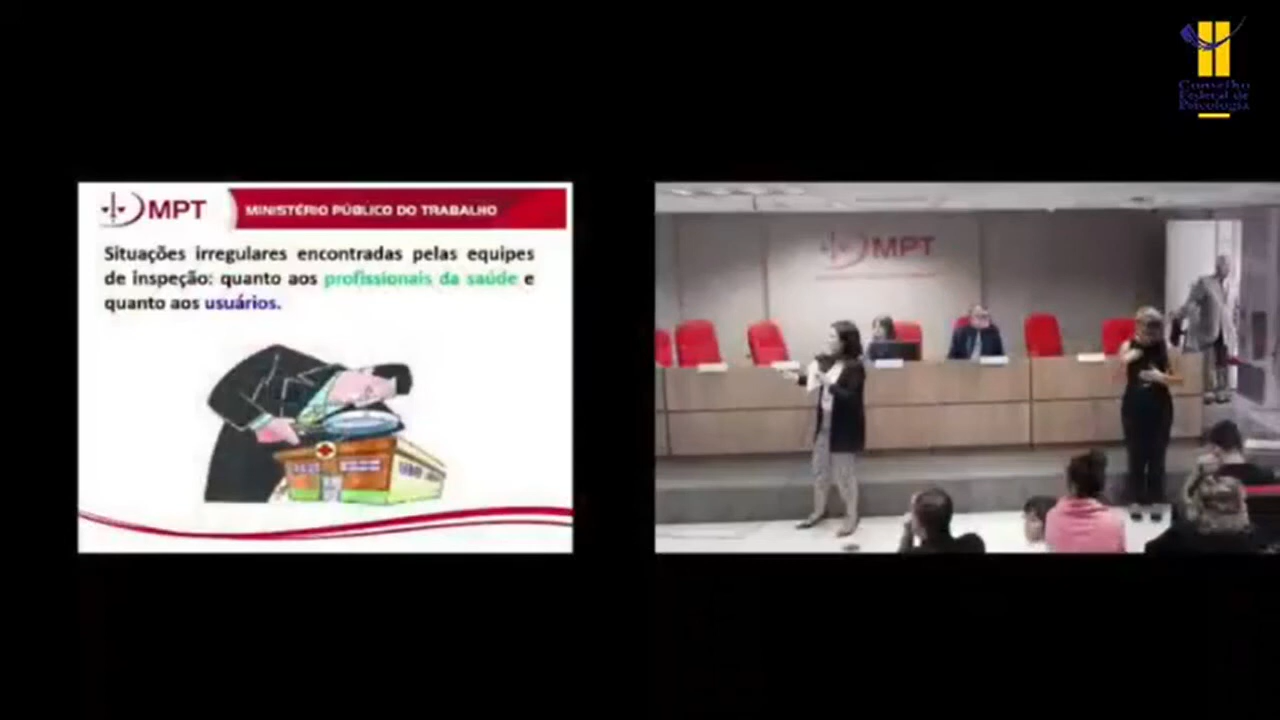 Conselho
Federal de
Psicologia
MPT
MINISTÉRIO PÚBLICO DO TRABALHO
Situações irregulares encontradas pelas equipes
de inspeção: quanto aos profissionais da saúde e
quanto aos usuários.
MPT